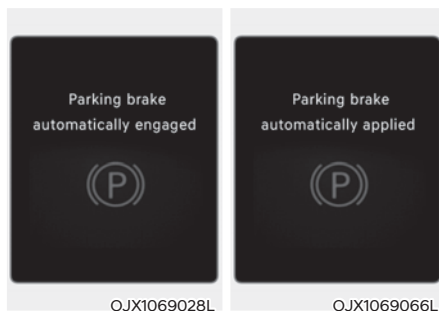 Parking brake
automatically engaged
P
OJX1069028L
Parking brake
automatically applied
P
OJX1069066L